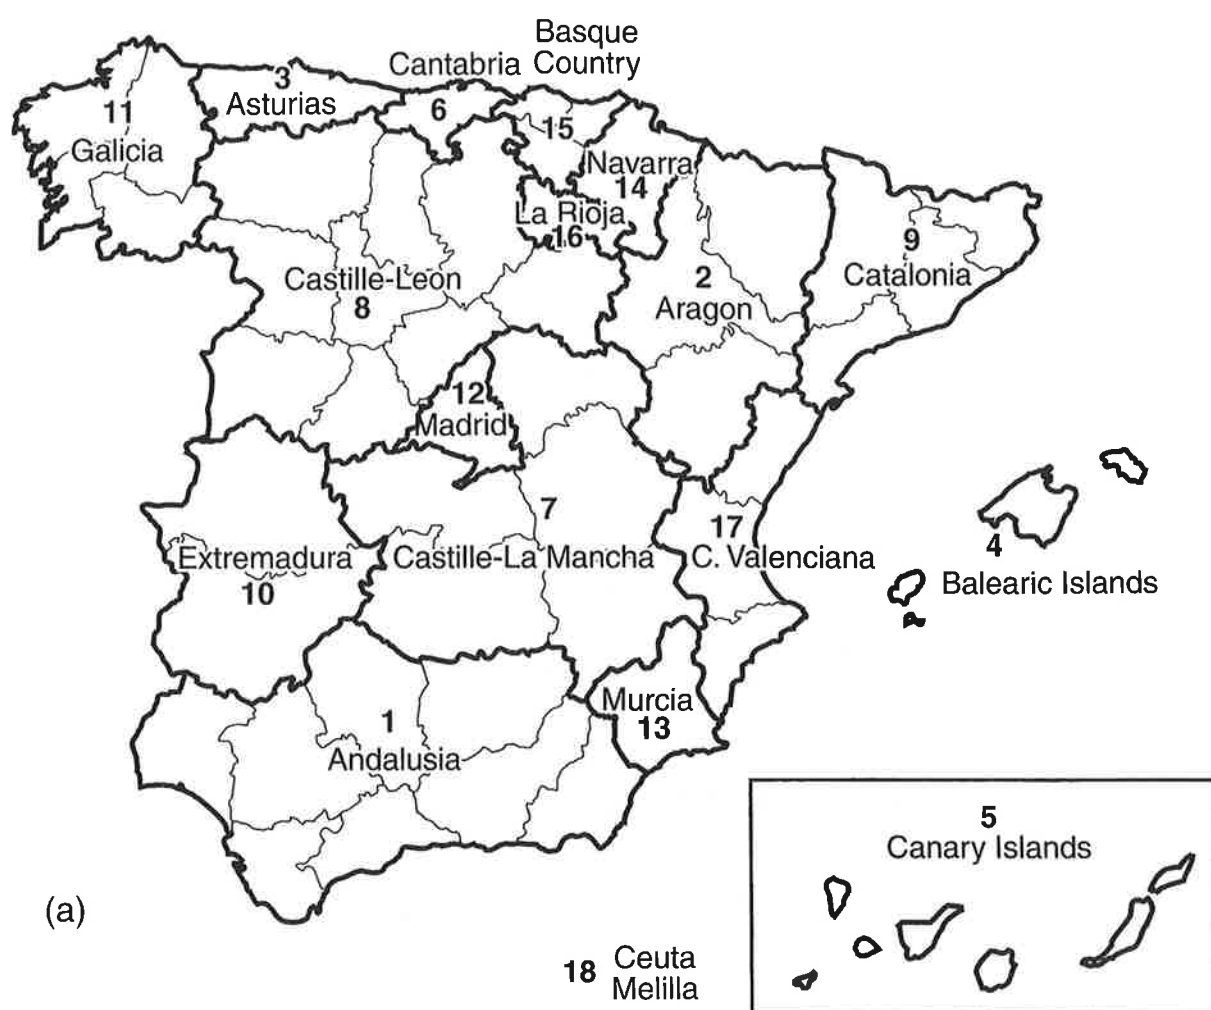 Basque
Country
Cantabria
3
Asturias
6
11
Galicia
15
Navarra
14
La Rioja
16
9
Catalonia
2
Aragon
Castille-León
8
12
Madrid
7
Castille-La Mancha
17
C. Valenciana
4
Balearic Islands
Extremadura
10
Murcia
13
1
Andalusia
5
Canary Islands
(a)
18 Ceuta
Melilla